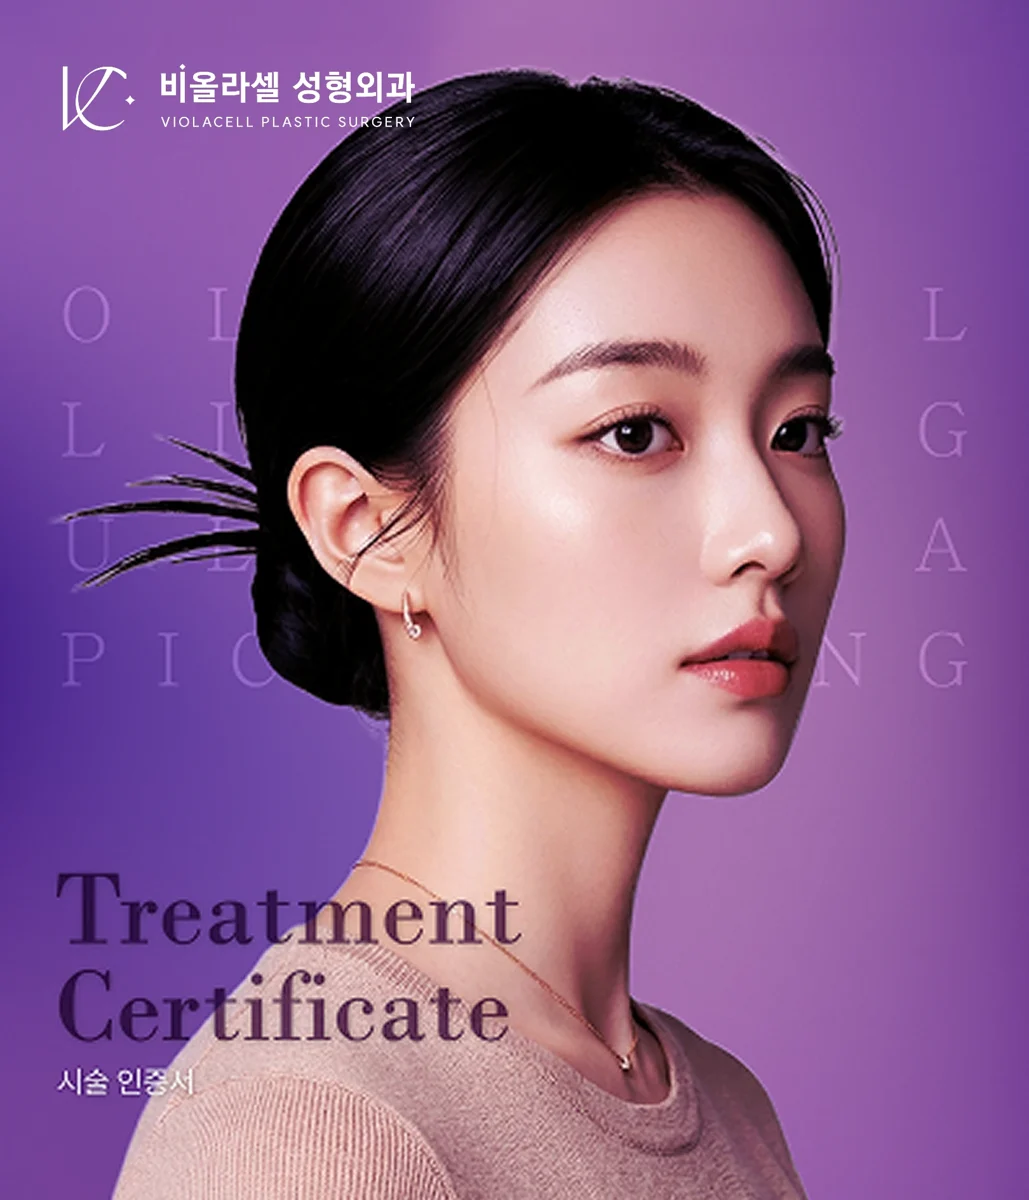 비올라셀 성형외과
VIOLACELL PLASTIC SURGERY
O L L
L I G
U L A
P I C N G
Treatment
Certificate
시술 인증서